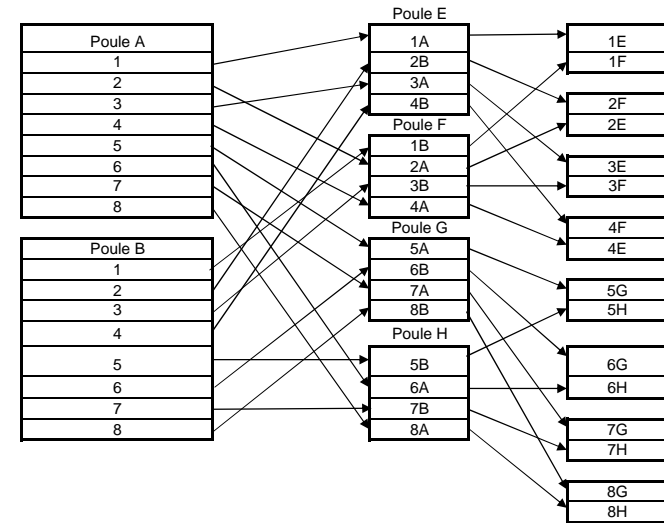 Poule A
1
2
3
4
5
6
7
8
Poule B
1
2
3
4
5
6
7
8
Poule E
1A
2B
3A
4B
Poule F
1B
2A
3B
4A
Poule G
5A
6B
7A
8B
Poule H
5B
6A
7B
8A
1E
1F
2F
2E
3E
3F
4F
4E
5G
5H
6G
6H
7G
7H
8G
8H